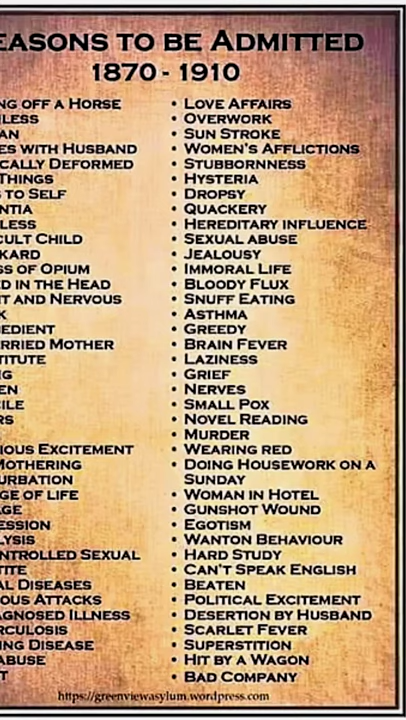 EASONS TO BE ADMITTED
1870 - 1910
NG OFF A HORSE
LESS
AN
ES WITH HUSBAND
CALLY DEFORMED
THINGS
TO SELF
NTIA
LESS
CULT CHILD
KARD
SS OF OPIUM
ED IN THE HEAD
T AND NERVOUS
K
EDIENT
RRIED MOTHER
TITUTE
G
EN
ILE
RS
IOUS EXCITEMENT
MOTHERING
URBATION
GE OF LIFE
GE
ESSION
LYSIS
NTROLLED SEXUAL
TITE
AL DISEASES
OUS ATTACKS
AGNOSED ILLNESS
RCULOSIS
NG DISEASE
ABUSE
T
• LOVE AFFAIRS
• OVERWORK
• SUN STROKE
• WOMEN'S AFFLICTIONS
• STUBBORNNESS
• HYSTERIA
• DROPSY
• QUACKERY
• HEREDITARY INFLUENCE
• SEXUAL ABUSE
• JEALOUSY
• IMMORAL LIFE
• BLOODY FLUX
• SNUFF EATING
• ASTHMA
• GREEDY
• BRAIN FEVER
• LAZINESS
• GRIEF
• NERVES
• SMALL POX
• NOVEL READING
• MURDER
• WEARING RED
• DOING HOUSEWORK ON A
SUNDAY
• WOMAN IN HOTEL
• GUNSHOT WOUND
• EGOTISM
• WANTON BEHAVIOUR
• HARD STUDY
• CAN'T SPEAK ENGLISH
• BEATEN
• POLITICAL EXCITEMENT
• DESERTION BY HUSBAND
• SCARLET FEVER
• SUPERSTITION
• HIT BY A WAGON
• BAD COMPANY
https://greenviewasylum.wordpress.com